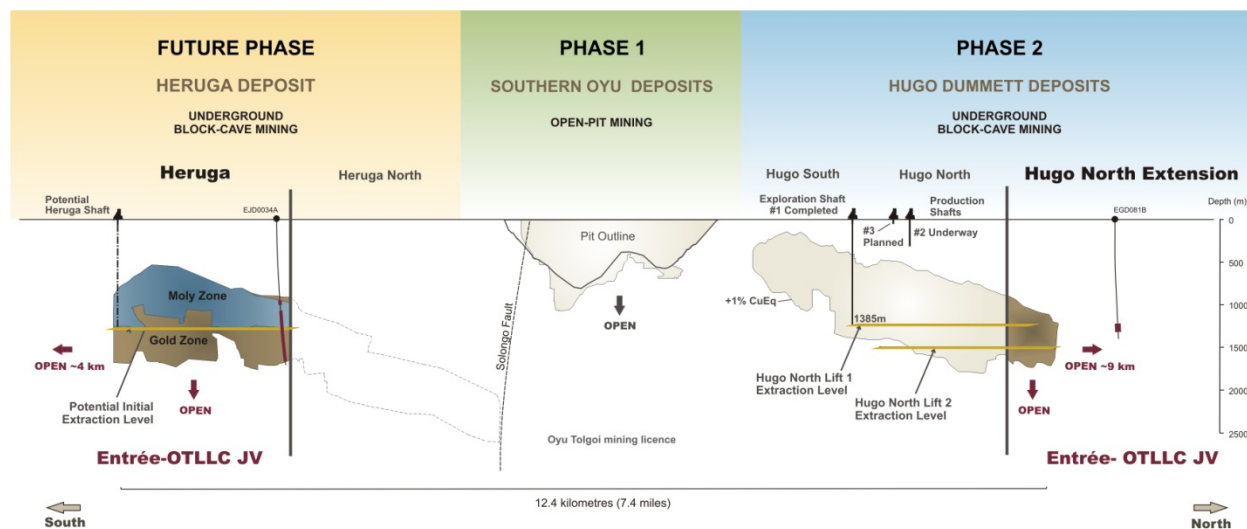 FUTURE PHASE
HERUGA DEPOSIT
UNDERGROUND
BLOCK-CAVE MINING
PHASE 1
SOUTHERN OYU DEPOSITS
OPEN-PIT MINING
PHASE 2
HUGO DUMMETT DEPOSITS
UNDERGROUND
BLOCK-CAVE MINING
Heruga
Heruga North
Hugo South
Hugo North
Hugo North Extension
Potential
Heruga Shaft
EJD0034A
Exploration Shaft
#1 Completed
Production
Shafts
#3
Planned
#2 Underway
EGD081B
Depth (m)
0
500
1000
1500
2000
2500
Pit Outline
Moly Zone
Gold Zone
Solongo Fault
+1% CuEq
1385m
OPEN
OPEN ~4 km
OPEN
Potential Initial
Extraction Level
Hugo North Lift 1
Extraction Level
Hugo North Lift 2
Extraction Level
OPEN ~9 km
OPEN
Oyu Tolgoi mining licence
Entrée-OTLLC JV
Entrée- OTLLC JV
12.4 kilometres (7.4 miles)
South
North